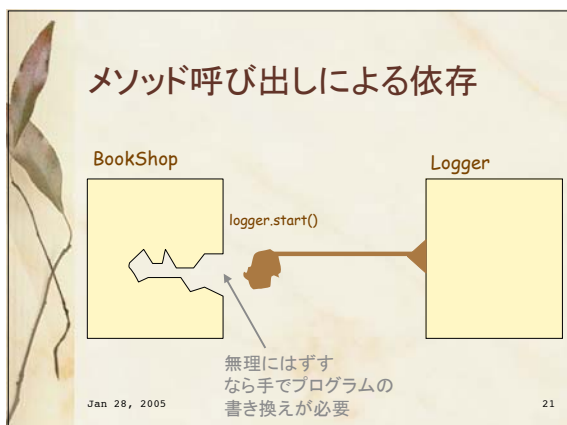 メソッド呼び出しによる依存
BookShop
Logger
logger.start()
無理にはずす
なら手でプログラムの
書き換えが必要
Jan 28, 2005
21